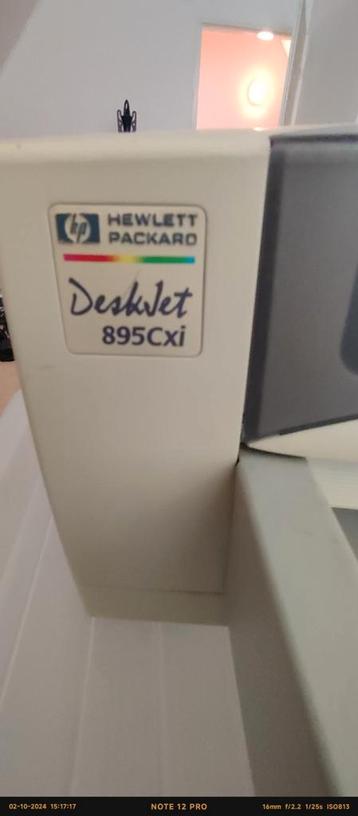 hp HEWLETT
PACKARD
DeskJet
895Cxi
02-10-2024 15:17:17 NOTE 12 PRO 16mm f/2.2 1/25s ISO813